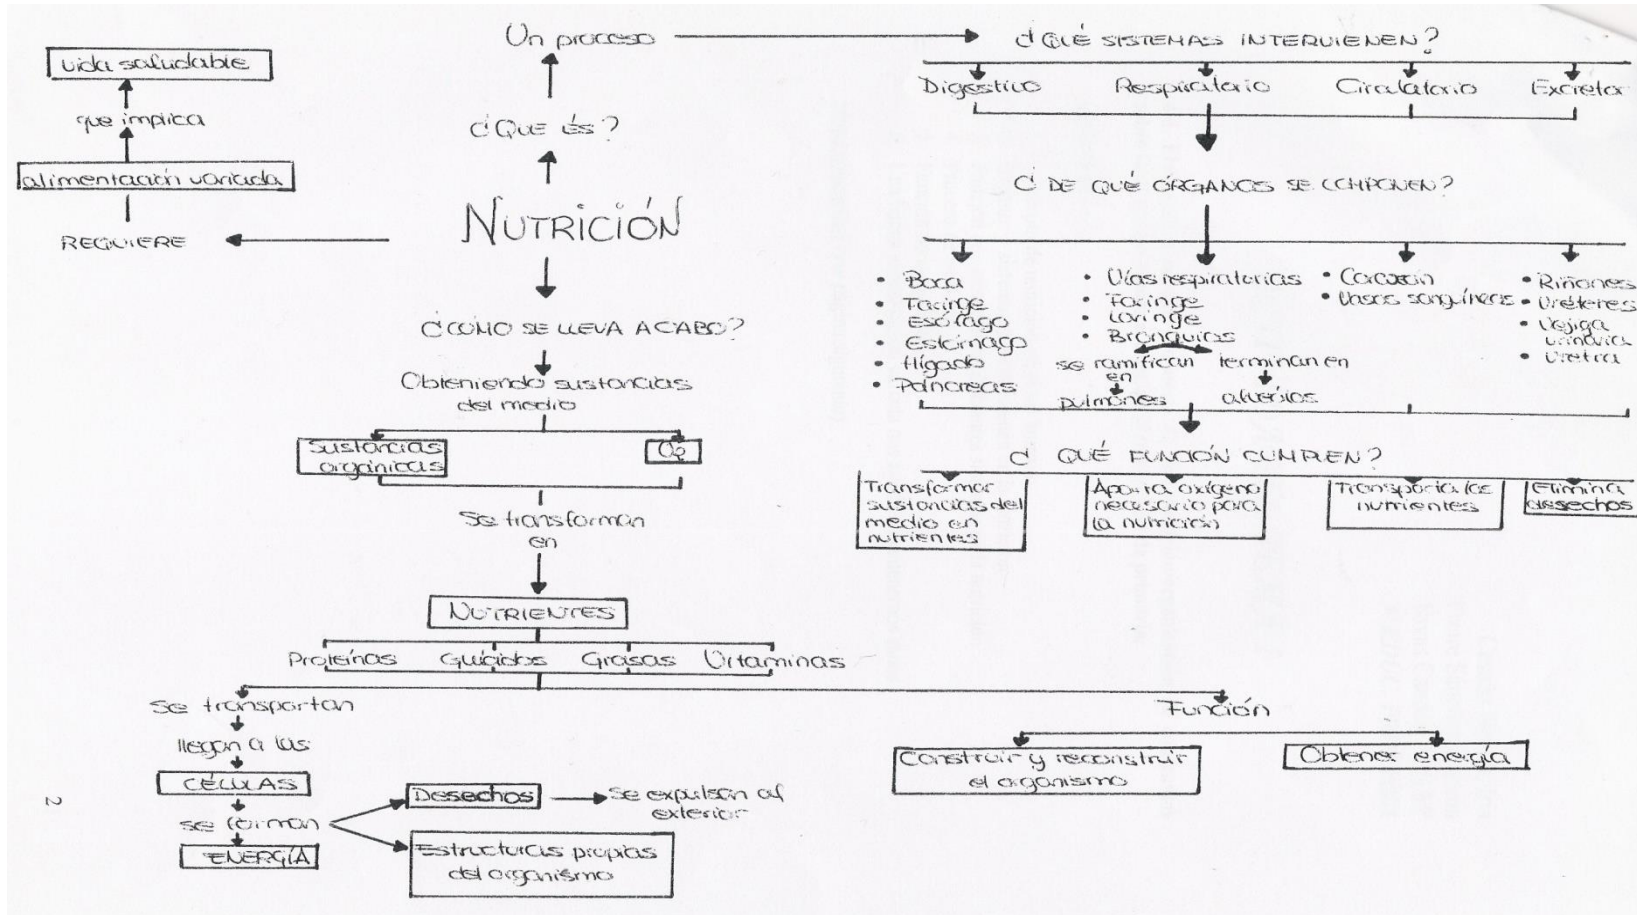 Un proceso
¿QUÉ SISTEMAS INTERVIENEN?
vida saludable
Digestivo Respiratorio Circulatorio Excretor
que implica
¿QUE ÉS?
alimentación variada
¿DE QUÉ ÓRGANOS SE COMPONEN?
NUTRICIÓN
REQUIERE
• Boca
• Faringe
• Esófago
• Estómago
• Hígado
• Páncreas
• Vías respiratorias
• Faringe
• Laringe
• Bronquios
se ramifican
en
pulmones
terminan en
alvéolos
• Corazón
• Vasos sanguíneos
• Riñones
• Uréteres
• Vejiga
urinaria
• Uretra
¿CÓMO SE LLEVA A CABO?
Obteniendo sustancias
del medio
Sustancias
orgánicas
O2
¿QUÉ FUNCIÓN CUMPLEN?
Transformar
sustancias del
medio en
nutrientes
Aporta oxígeno
necesario para
la nutrición
Transporta los
nutrientes
Elimina
desechos
Se transforman
en
NUTRIENTES
Proteínas Glúcidos Grasas Vitaminas
Se transportan
Función
llegan a las
CÉLULAS
Construir y reconstruir
el organismo
Obtener energía
se forman
Desechos
Se expulsan al
exterior
ENERGÍA
Estructuras propias
del organismo
2